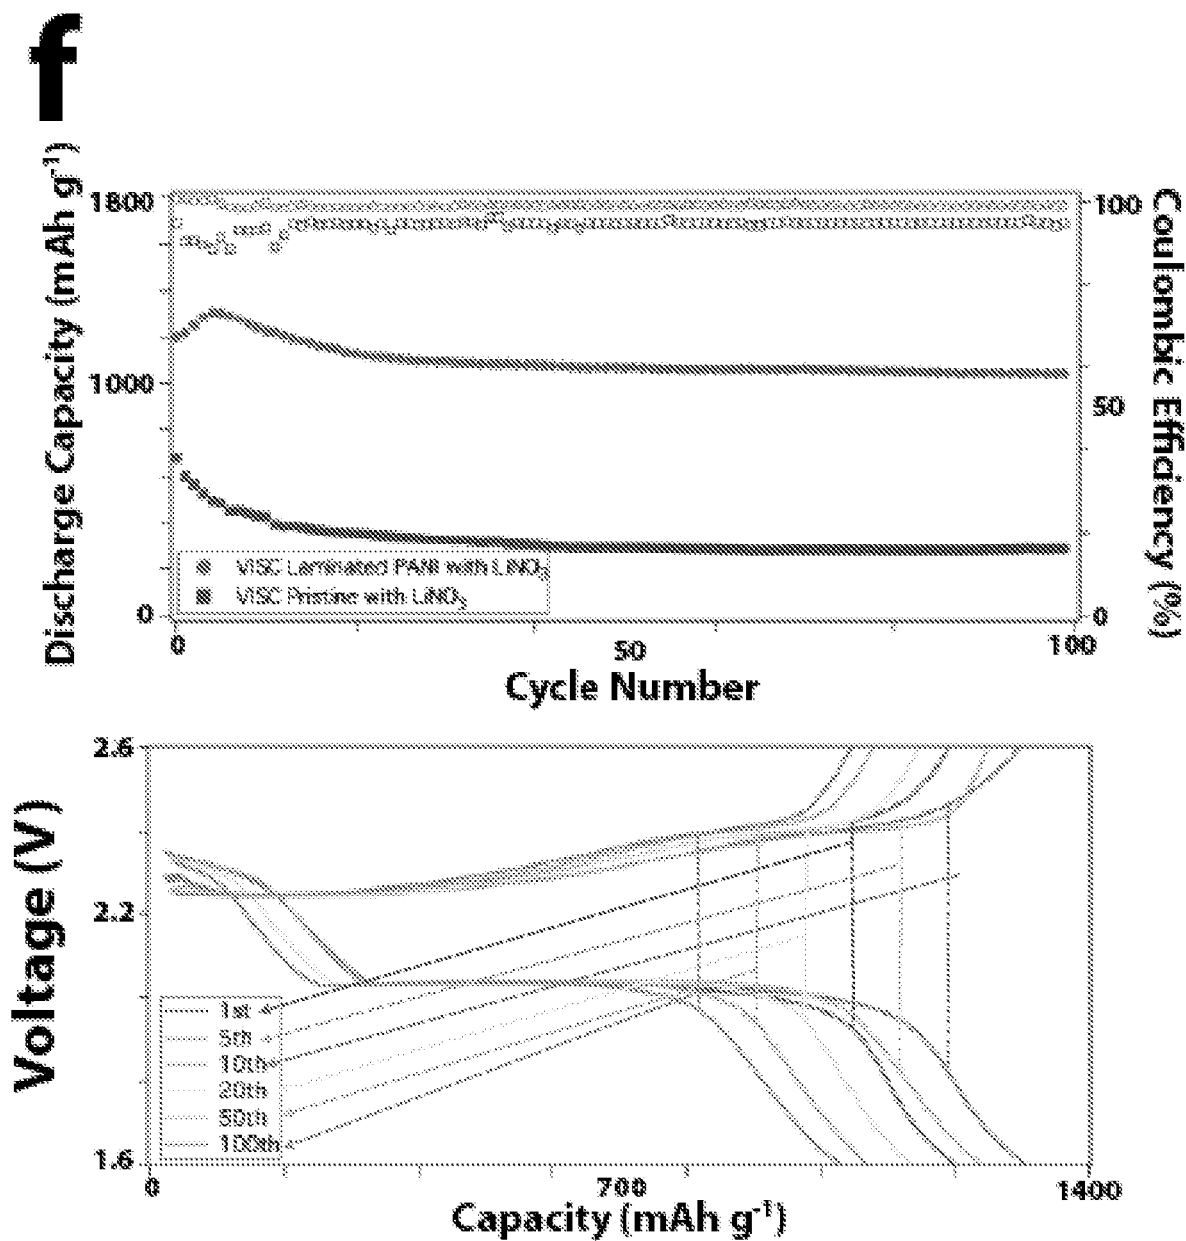 f
Discharge Capacity (mAh g-1)
1800
1000
0
100
50
0
Coulombic Efficiency (%)
VISC Laminated PANI with LiNO3
VISC Pristine with LiNO3
0
50
100
Cycle Number
Voltage (V)
2.6
2.2
1.6
1st
5th
10th
20th
50th
100th
0
700
1400
Capacity (mAh g-1)